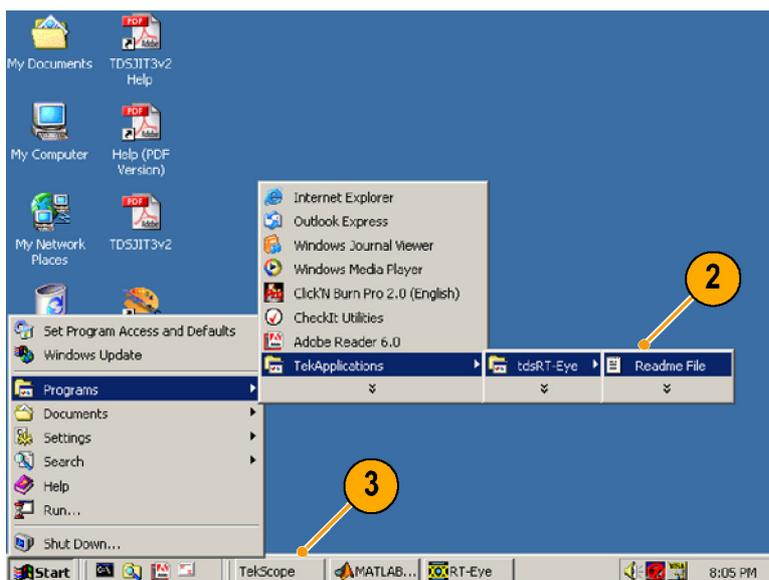 My Documents
TDSJIT3v2
Help
My Computer
Help (PDF
Version)
My Network
Places
TDSJIT3v2
Internet Explorer
Outlook Express
Windows Journal Viewer
Windows Media Player
Click'N Burn Pro 2.0 (English)
CheckIt Utilities
Adobe Reader 6.0
TekApplications
tdsRT-Eye
Readme File
2
Set Program Access and Defaults
Windows Update
Programs
Documents
Settings
Search
Help
Run...
Shut Down...
3
Start
TekScope
MATLAB...
RT-Eye
8:05 PM